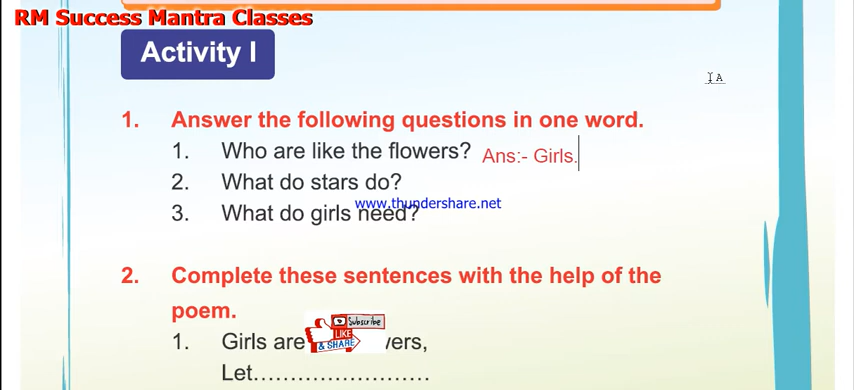 RM Success Mantra Classes
Activity I
1. Answer the following questions in one word.
1. Who are like the flowers? Ans:- Girls.
2. What do stars do?
www.thundershare.net
3. What do girls need?
2. Complete these sentences with the help of the
poem.
Subscribe
LIKE
& SHARE
1. Girls are
Let........................